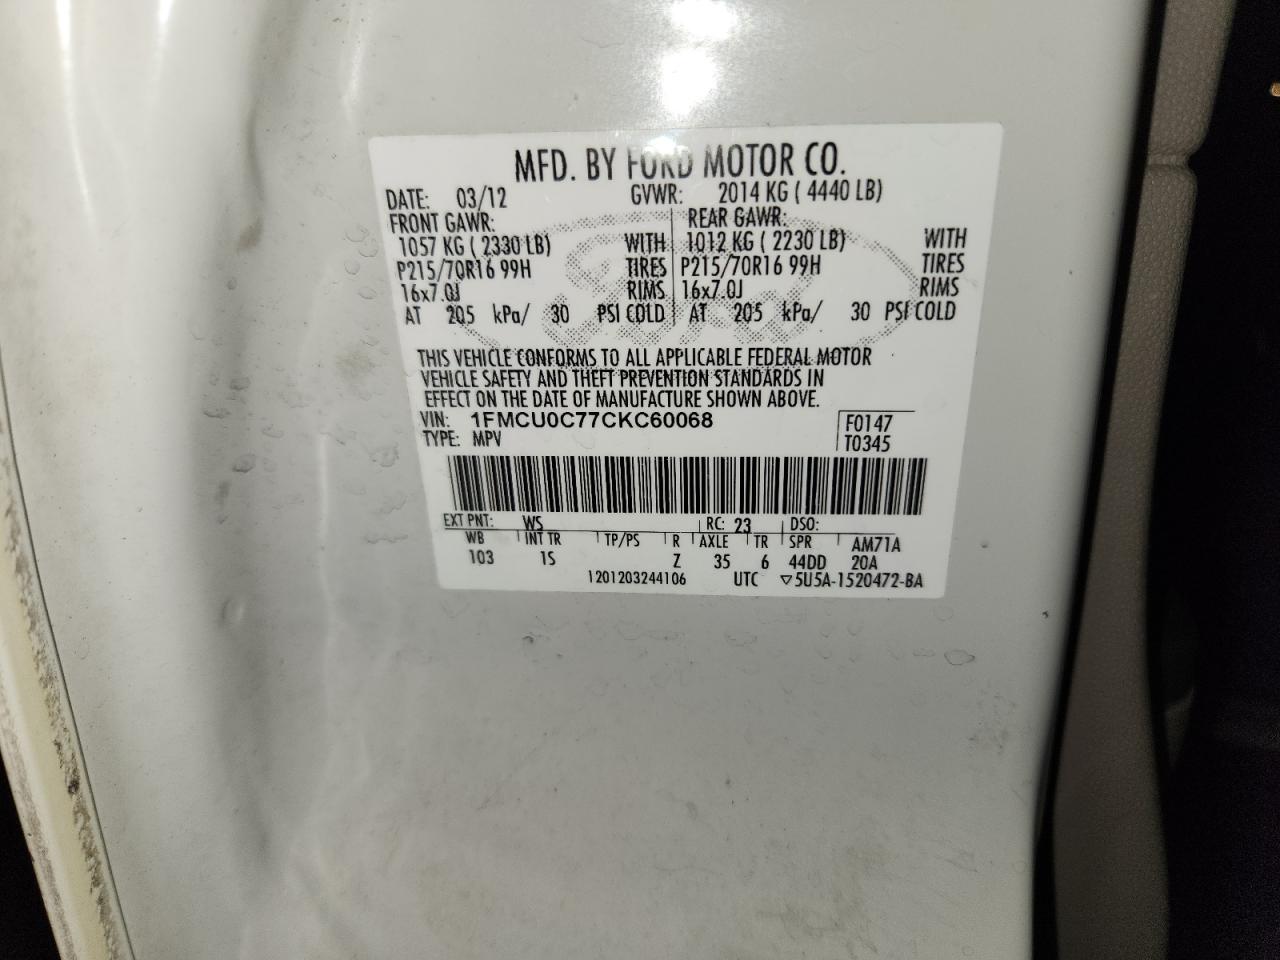 MFD. BY FORD MOTOR CO.
DATE: 03/12 GVWR: 2014 KG ( 4440 LB)
FRONT GAWR: REAR GAWR:
1057 KG ( 2330 LB) WITH 1012 KG ( 2230 LB) WITH
P215/70R16 99H TIRES P215/70R16 99H TIRES
16x7.0J RIMS 16x7.0J RIMS
AT 205 kPa/ 30 PSI COLD AT 205 kPa/ 30 PSI COLD
THIS VEHICLE CONFORMS TO ALL APPLICABLE FEDERAL MOTOR
VEHICLE SAFETY AND THEFT PREVENTION STANDARDS IN
EFFECT ON THE DATE OF MANUFACTURE SHOWN ABOVE.
VIN: 1FMCU0C77CKC60068 F0147
TYPE: MPV T0345
EXT PNT: WS RC: 23 DSO:
WB INT TR TP/PS R AXLE TR SPR AM71A
103 1S Z 35 6 44DD 20A
1201203244106 UTC ▽5U5A-1520472-BA